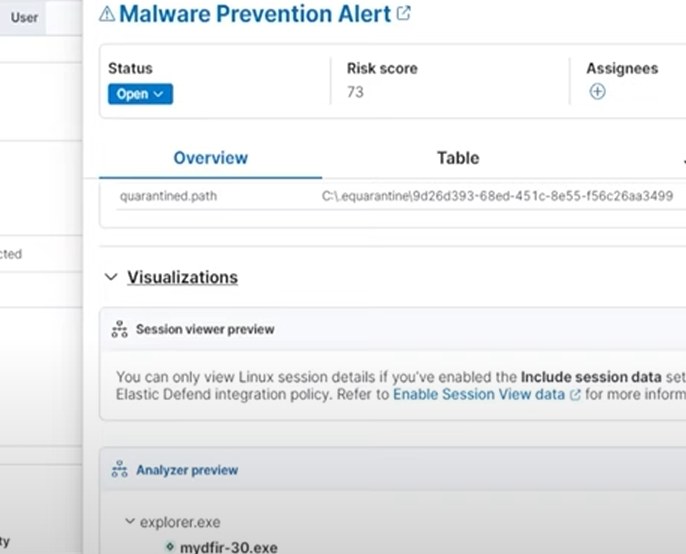 User
Malware Prevention Alert
Status
Risk score
Assignees
Open
73
Overview
Table
quarantined.path
C:\.equarantine\9d26d393-68ed-451c-8e55-f56c26aa3499
cted
Visualizations
Session viewer preview
You can only view Linux session details if you've enabled the Include session data set
Elastic Defend integration policy. Refer to Enable Session View data for more inform
Analyzer preview
explorer.exe
ty
mydfir-30.exe